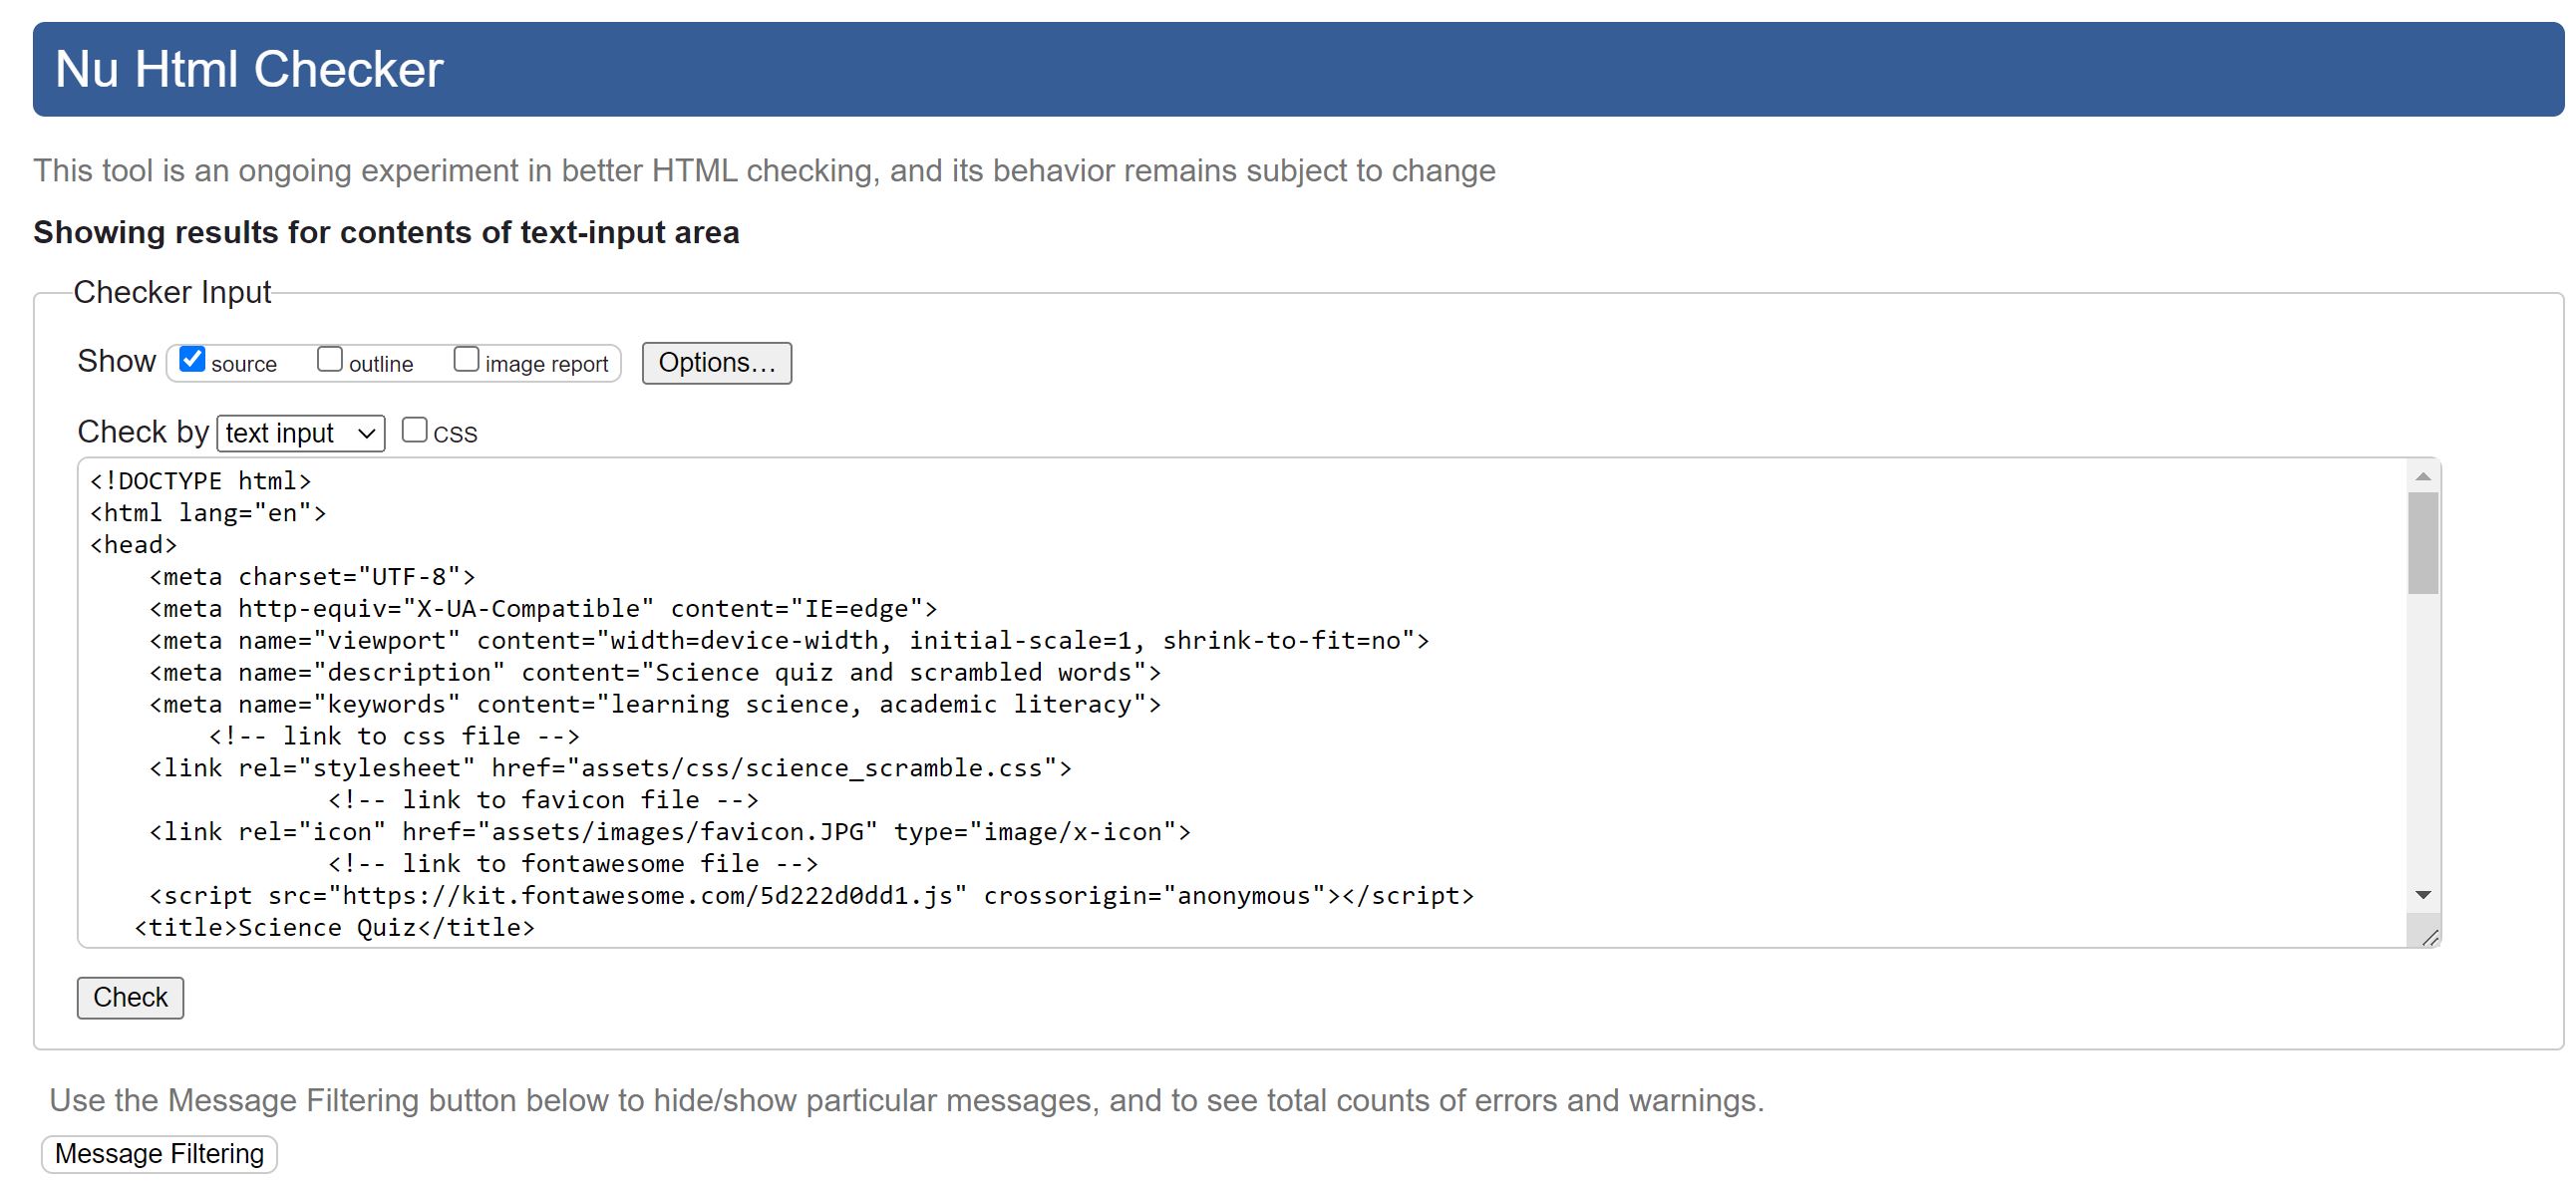 Nu Html Checker
This tool is an ongoing experiment in better HTML checking, and its behavior remains subject to change
Showing results for contents of text-input area
Checker Input
Show source outline image report Options...
Check by text input CSS
<!DOCTYPE html>
<html lang="en">
<head>
    <meta charset="UTF-8">
    <meta http-equiv="X-UA-Compatible" content="IE=edge">
    <meta name="viewport" content="width=device-width, initial-scale=1, shrink-to-fit=no">
    <meta name="description" content="Science quiz and scrambled words">
    <meta name="keywords" content="learning science, academic literacy">
        <!-- link to css file -->
    <link rel="stylesheet" href="assets/css/science_scramble.css">
                <!-- link to favicon file -->
    <link rel="icon" href="assets/images/favicon.JPG" type="image/x-icon">
                <!-- link to fontawesome file -->
    <script src="https://kit.fontawesome.com/5d222d0dd1.js" crossorigin="anonymous"></script>
   <title>Science Quiz</title>
Check
Use the Message Filtering button below to hide/show particular messages, and to see total counts of errors and warnings.
Message Filtering